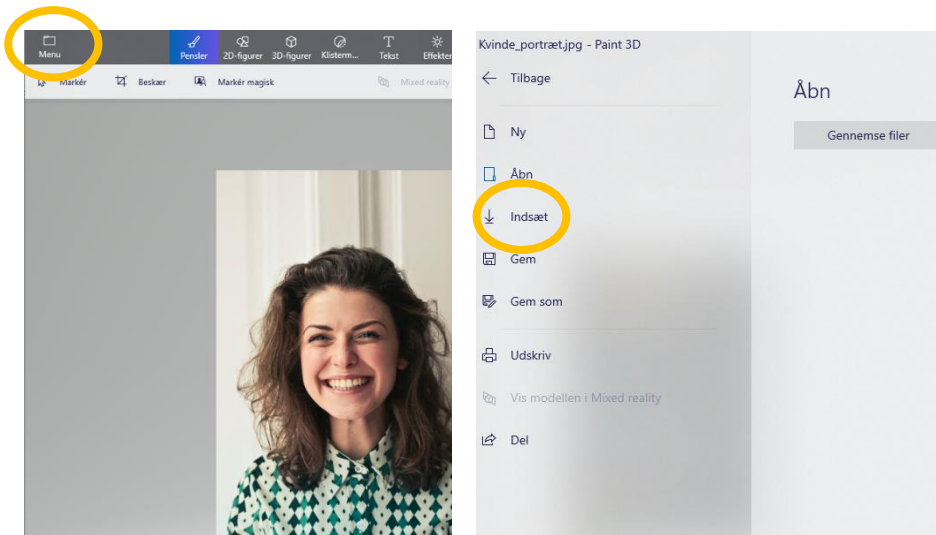 Menu
Pensler 2D-figurer 3D-figurer Klisterm... Tekst Effekter
Markér Beskær Markér magisk Mixed reality
Kvinde_portræt.jpg - Paint 3D
Tilbage
Åbn
Gennemse filer
Ny
Åbn
Indsæt
Gem
Gem som
Udskriv
Vis modellen i Mixed reality
Del